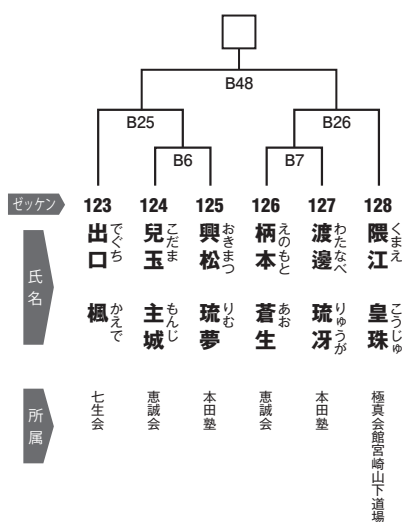 B48
B25
B26
B6
B7
ゼッケン
123
124
125
126
127
128
氏名
出口 楓
でぐち かえで
兒玉 主城
こだま もんじ
興松 琉夢
おきまつ りむ
柄本 蒼生
えのもと あお
渡邊 琉冴
わたなべ りゅうが
隈江 皇珠
くまえ こうじゅ
所属
七生会
恵誠会
本田塾
恵誠会
本田塾
極真会館宮崎山下道場